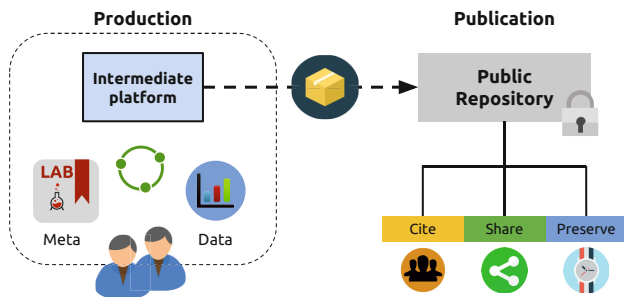 Production
Publication
Intermediate
platform
Public
Repository
LAB
Meta
Data
Cite
Share
Preserve